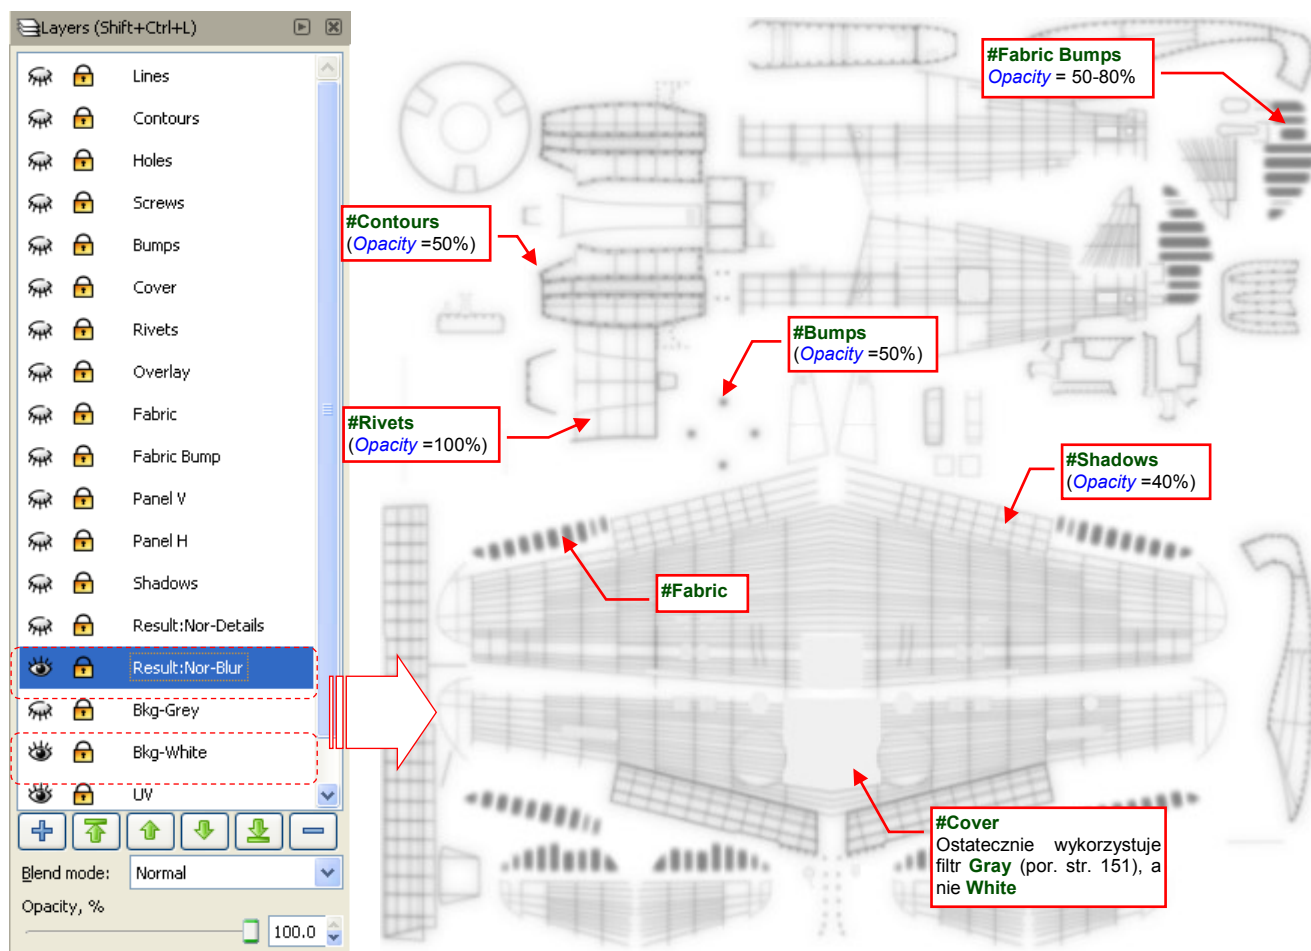 Layers (Shift+Ctrl+L)
Lines
Contours
Holes
Screws
Bumps
Cover
Rivets
Overlay
Fabric
Fabric Bump
Panel V
Panel H
Shadows
Result:Nor-Details
Result:Nor-Blur
Bkg-Grey
Bkg-White
UV
Blend mode: Normal
Opacity, %
100.0
#Fabric Bumps
Opacity = 50-80%
#Contours
(Opacity =50%)
#Bumps
(Opacity =50%)
#Rivets
(Opacity =100%)
#Shadows
(Opacity =40%)
#Fabric
#Cover
Ostatecznie wykorzystuje
filtr Gray (por. str. 151), a
nie White